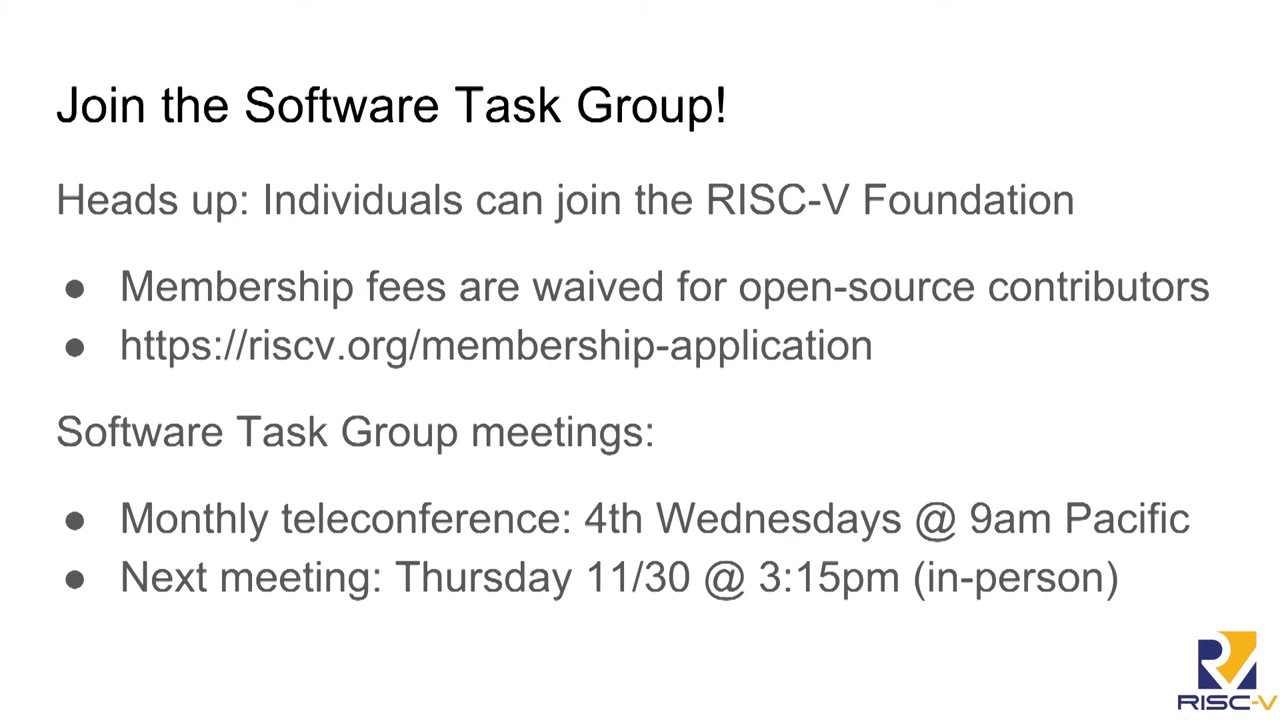 Join the Software Task Group!
Heads up: Individuals can join the RISC-V Foundation
● Membership fees are waived for open-source contributors
● https://riscv.org/membership-application
Software Task Group meetings:
● Monthly teleconference: 4th Wednesdays @ 9am Pacific
● Next meeting: Thursday 11/30 @ 3:15pm (in-person)
RISC-V